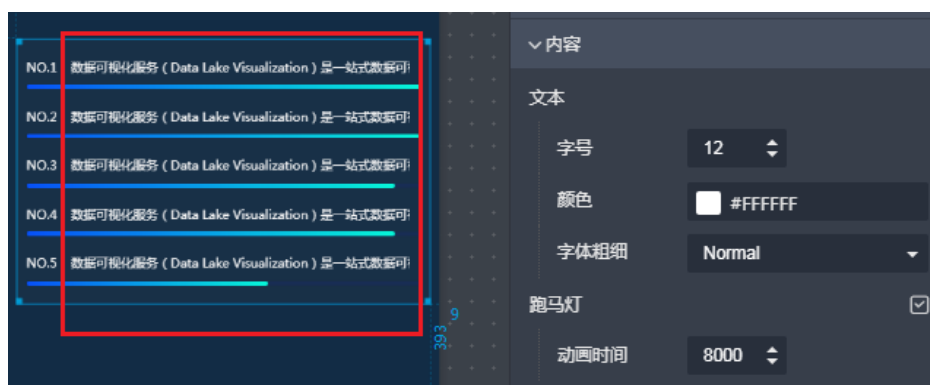 NO.1 数据可视化服务 ( Data Lake Visualization ) 是一站式数据可
NO.2 数据可视化服务 ( Data Lake Visualization ) 是一站式数据可
NO.3 数据可视化服务 ( Data Lake Visualization ) 是一站式数据可
NO.4 数据可视化服务 ( Data Lake Visualization ) 是一站式数据可
NO.5 数据可视化服务 ( Data Lake Visualization ) 是一站式数据可
9
393
内容
文本
字号 12
颜色 #FFFFFF
字体粗细 Normal
跑马灯
动画时间 8000